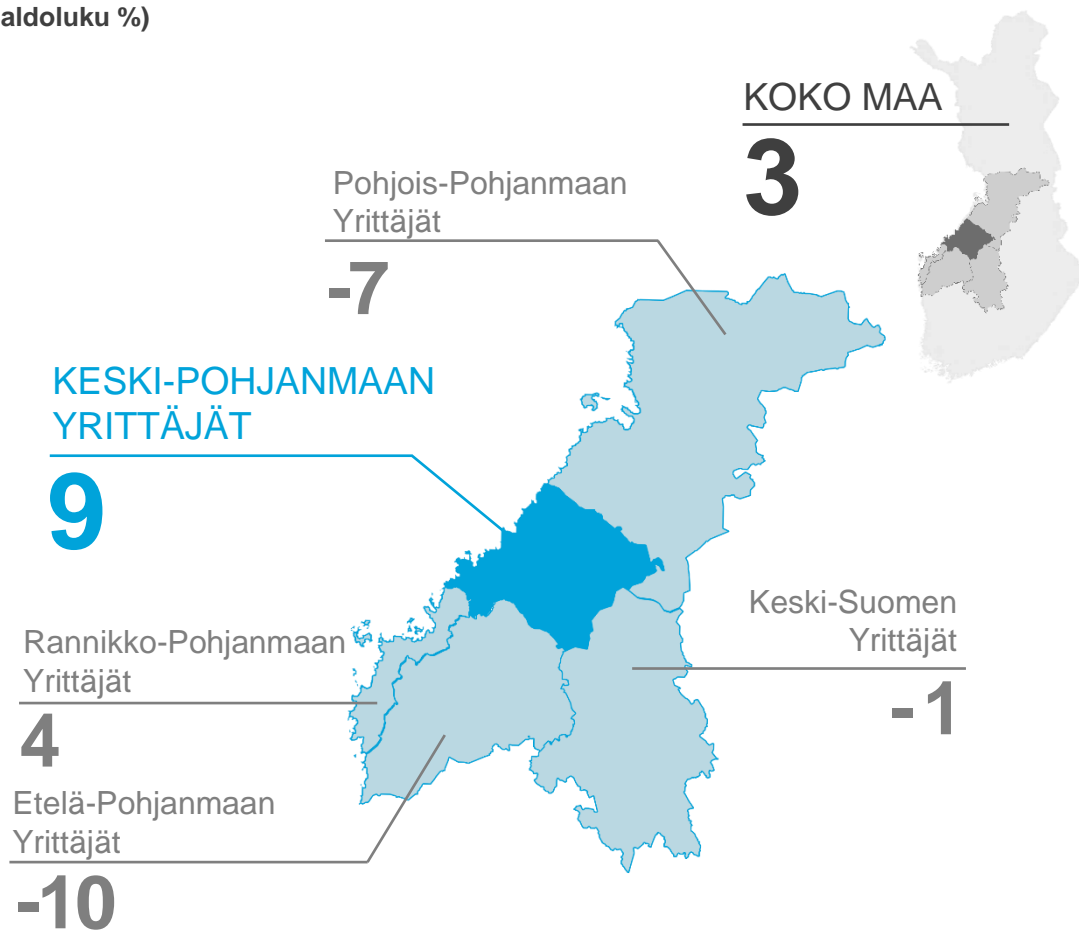 aldoluku %)
KOKO MAA
3
Pohjois-Pohjanmaan
Yrittäjät
-7
KESKI-POHJANMAAN
YRITTÄJÄT
9
Keski-Suomen
Yrittäjät
-1
Rannikko-Pohjanmaan
Yrittäjät
4
Etelä-Pohjanmaan
Yrittäjät
-10